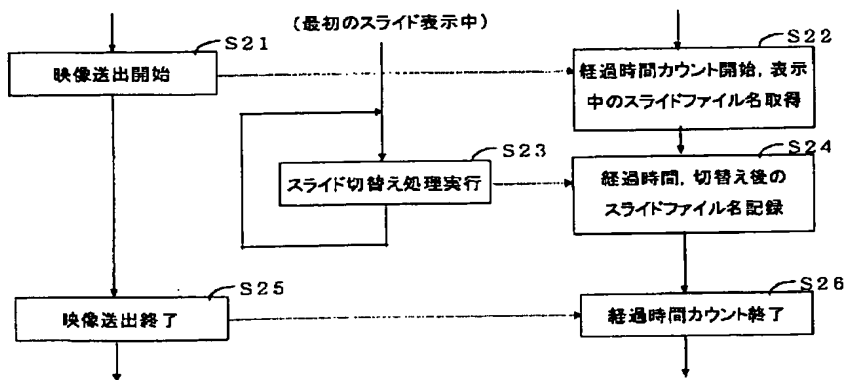 (最初のスライド表示中)
S21
映像送出開始
S22
経過時間カウント開始，表示
中のスライドファイル名取得
S23
スライド切替え処理実行
S24
経過時間，切替え後の
スライドファイル名記録
S25
映像送出終了
S26
経過時間カウント終了